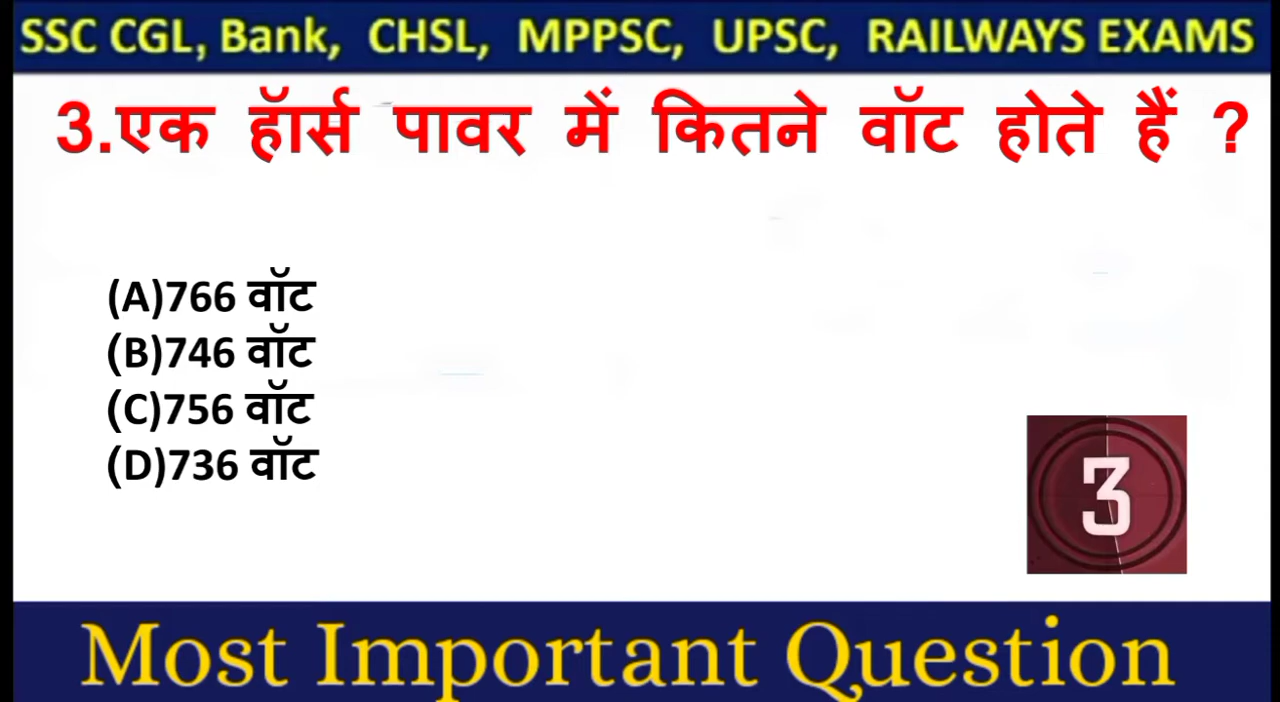 SSC CGL, Bank, CHSL, MPPSC, UPSC, RAILWAYS EXAMS
3.एक हॅार्स पावर में कितने वॉट होते हैं ?
(A)766 वॉट
(B)746 वॉट
(C)756 वॉट
(D)736 वॉट
3
Most Important Question